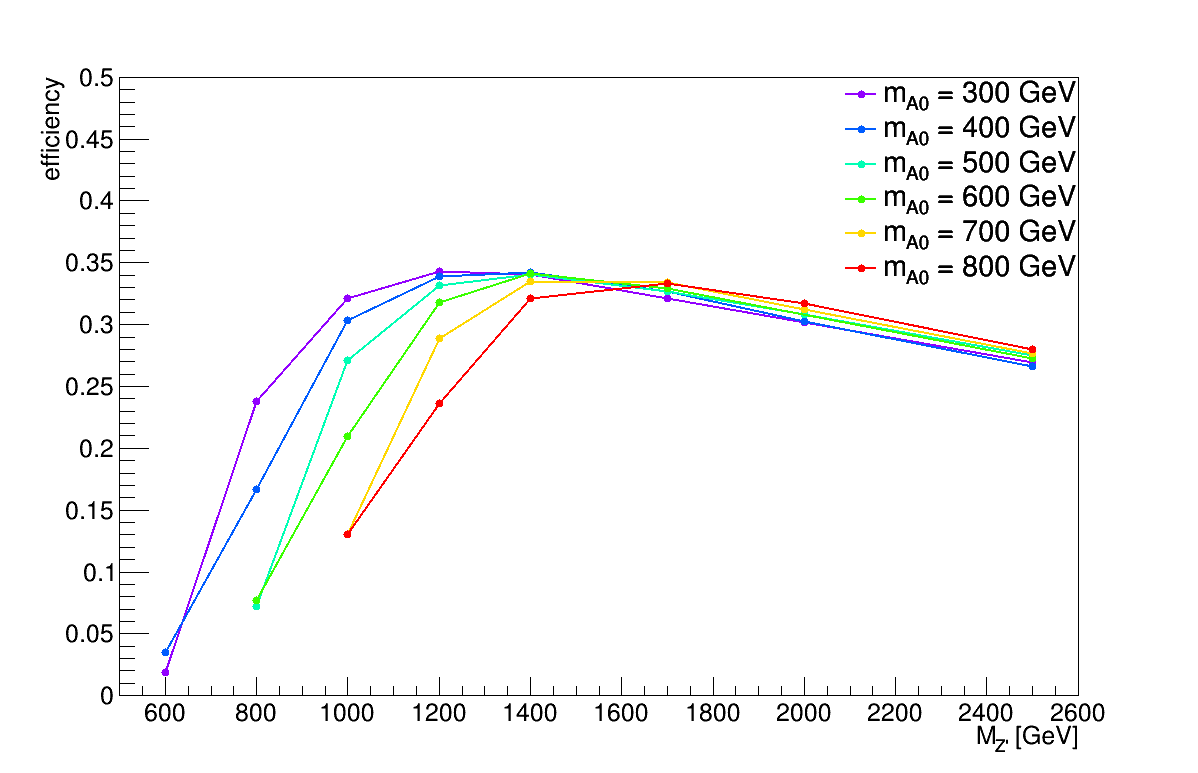 efficiency
0.5
0.45
0.4
0.35
0.3
0.25
0.2
0.15
0.1
0.05
0
m_A0 = 300 GeV
m_A0 = 400 GeV
m_A0 = 500 GeV
m_A0 = 600 GeV
m_A0 = 700 GeV
m_A0 = 800 GeV
600 800 1000 1200 1400 1600 1800 2000 2200 2400 2600
M_Z' [GeV]